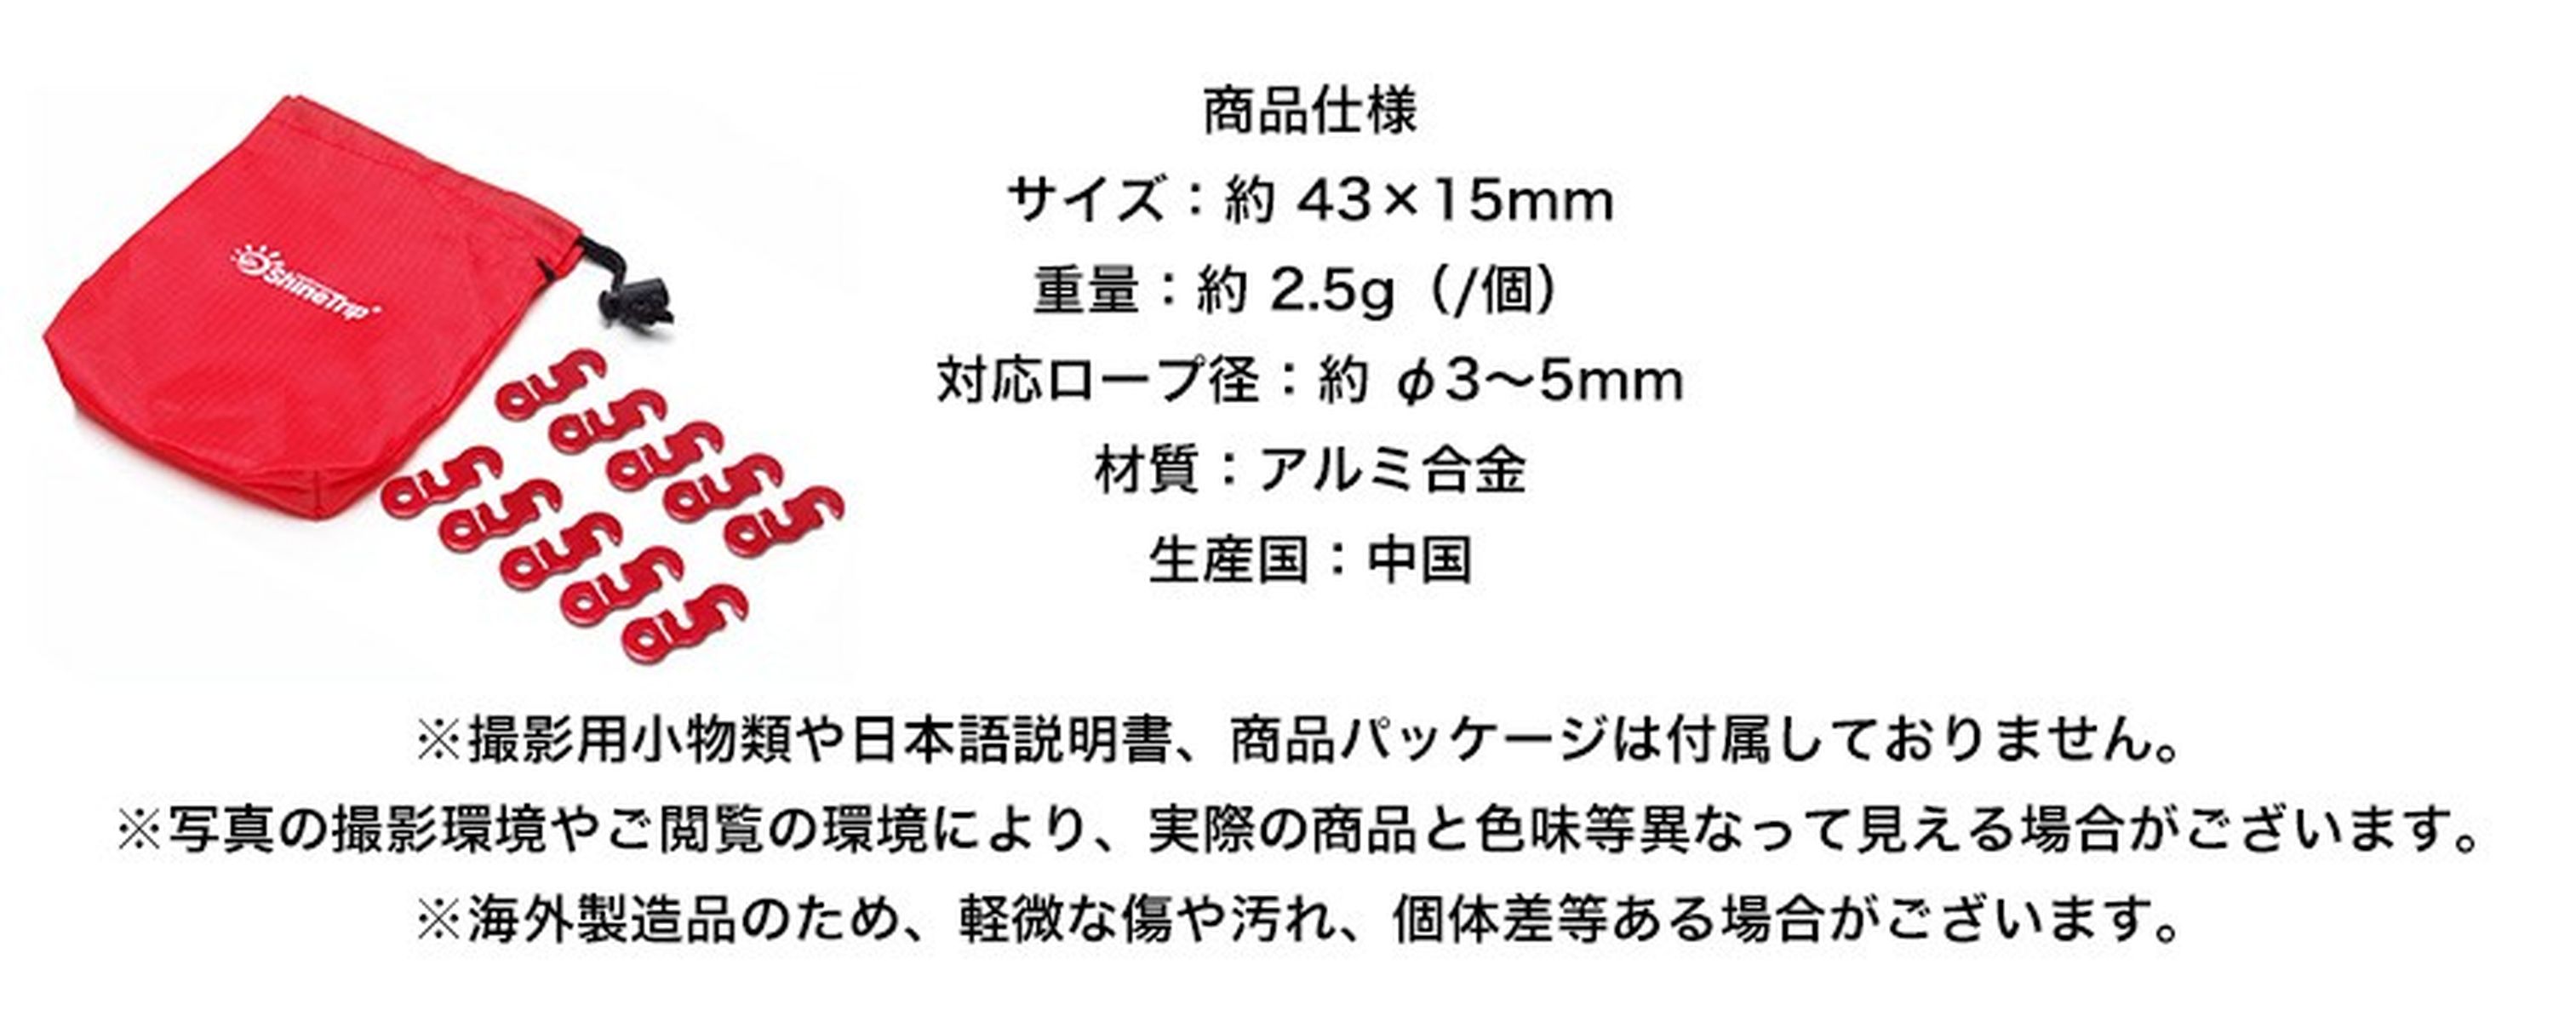 ShineTrip
商品仕様
サイズ：約 43×15mm
重量：約 2.5g（/個）
対応ロープ径：約 φ3〜5mm
材質：アルミ合金
生産国：中国
※撮影用小物類や日本語説明書、商品パッケージは付属しておりません。
※写真の撮影環境やご閲覧の環境により、実際の商品と色味等異なって見える場合がございます。
※海外製造品のため、軽微な傷や汚れ、個体差等ある場合がございます。